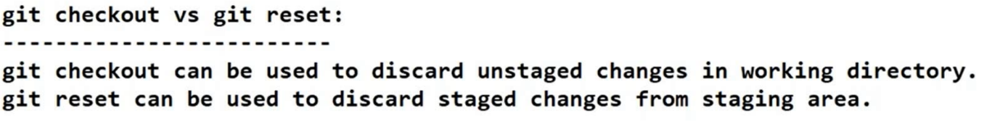 git checkout vs git reset:
-------------------------
git checkout can be used to discard unstaged changes in working directory.
git reset can be used to discard staged changes from staging area.